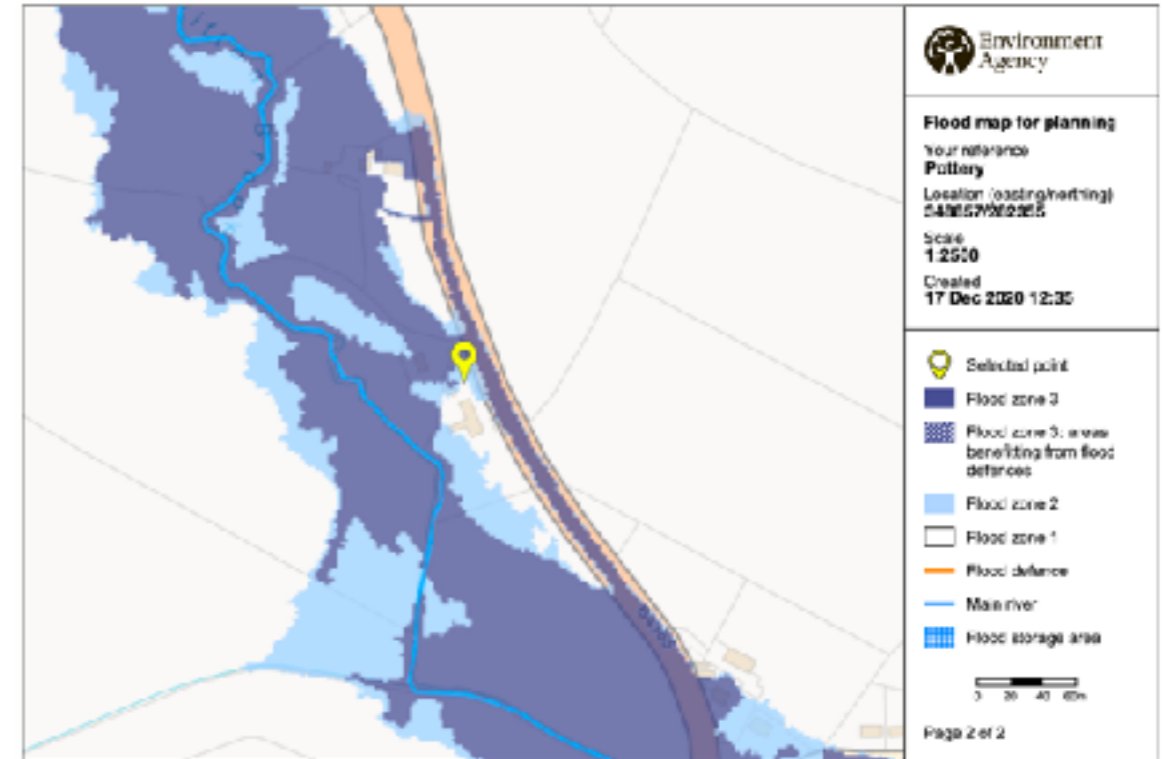 Environment
Agency
Flood map for planning
Your reference
Pottery
Location (easting/northing)
Scale
1:2500
Created
17 Dec 2020 12:35
Selected point
Flood zone 3
Flood zone 3: areas
benefitting from flood
defences
Flood zone 2
Flood zone 1
Flood defence
Main river
Flood storage area
0 20 40 60m
Page 2 of 2